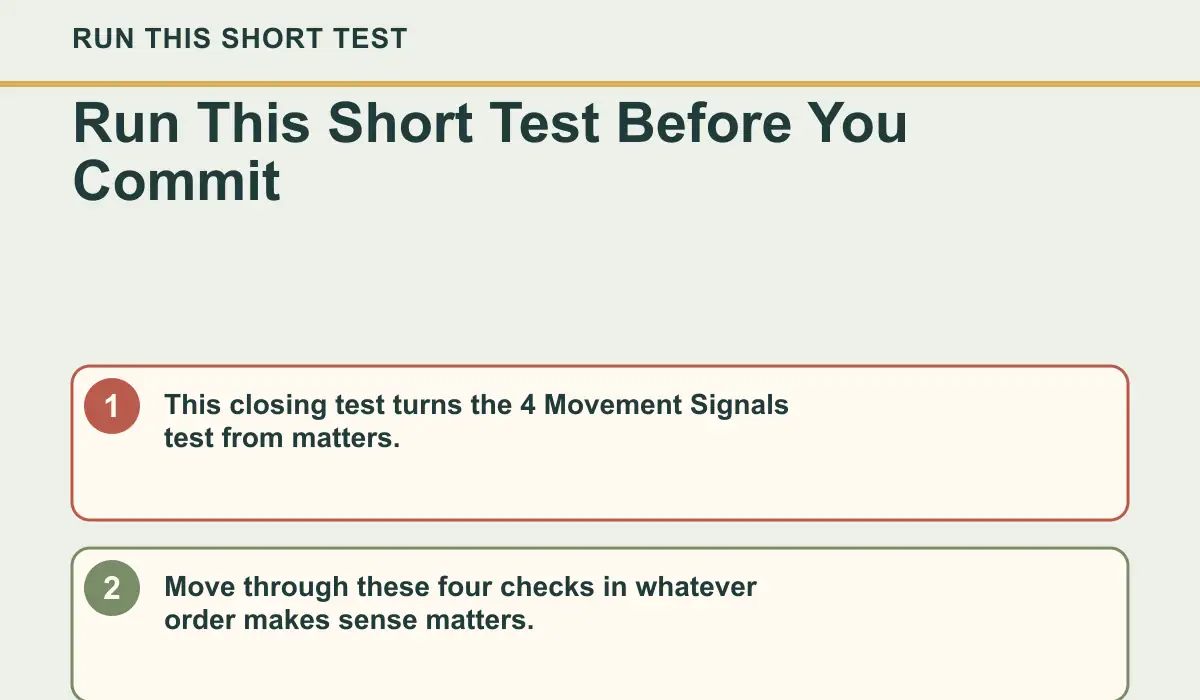 RUN THIS SHORT TEST
Run This Short Test Before You
Commit
1
This closing test turns the 4 Movement Signals
test from matters.
2
Move through these four checks in whatever
order makes sense matters.